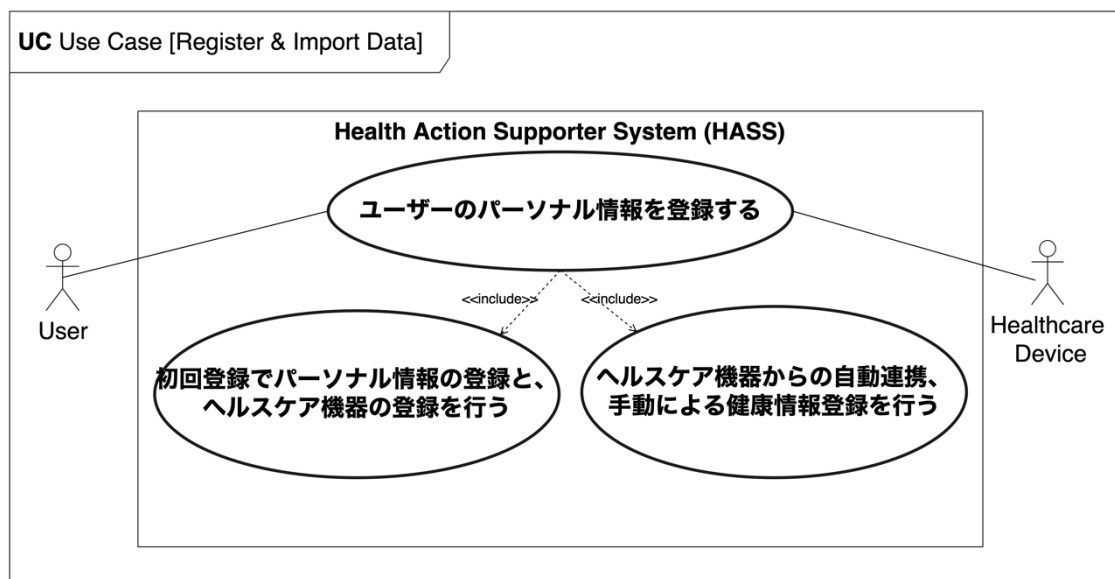 UC Use Case [Register & Import Data]
Health Action Supporter System (HASS)
ユーザーのパーソナル情報を登録する
<<include>>
<<include>>
User
Healthcare
Device
初回登録でパーソナル情報の登録と、
ヘルスケア機器の登録を行う
ヘルスケア機器からの自動連携、
手動による健康情報登録を行う